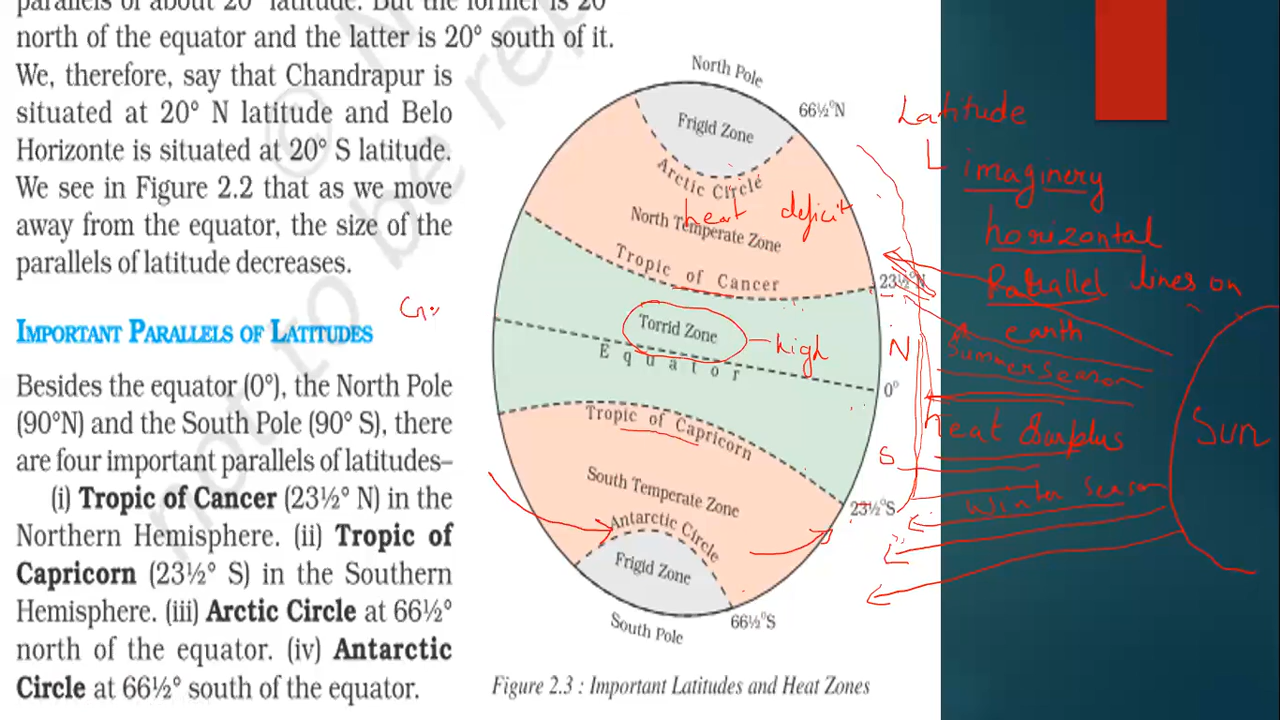 parallels of about 20° latitude. But the former is 20°
north of the equator and the latter is 20° south of it.
We, therefore, say that Chandrapur is
situated at 20° N latitude and Belo
Horizonte is situated at 20° S latitude.
We see in Figure 2.2 that as we move
away from the equator, the size of the
parallels of latitude decreases.
IMPORTANT PARALLELS OF LATITUDES
Besides the equator (0°), the North Pole
(90°N) and the South Pole (90° S), there
are four important parallels of latitudes–
(i) Tropic of Cancer (23½° N) in the
Northern Hemisphere. (ii) Tropic of
Capricorn (23½° S) in the Southern
Hemisphere. (iii) Arctic Circle at 66½°
north of the equator. (iv) Antarctic
Circle at 66½° south of the equator.
North Pole
66½°N
Frigid Zone
Arctic Circle
heat deficit
North Temperate Zone
Tropic of Cancer
23½°N
Torrid Zone
high
N
Equator
0°
Tropic of Capricorn
S
South Temperate Zone
23½°S
Antarctic Circle
Frigid Zone
South Pole
66½°S
Figure 2.3 : Important Latitudes and Heat Zones
Latitude
imaginery
horizontal
Parallel lines on
earth
Summer season
heat Surplus
Winter season
Sun
not to be rep
©